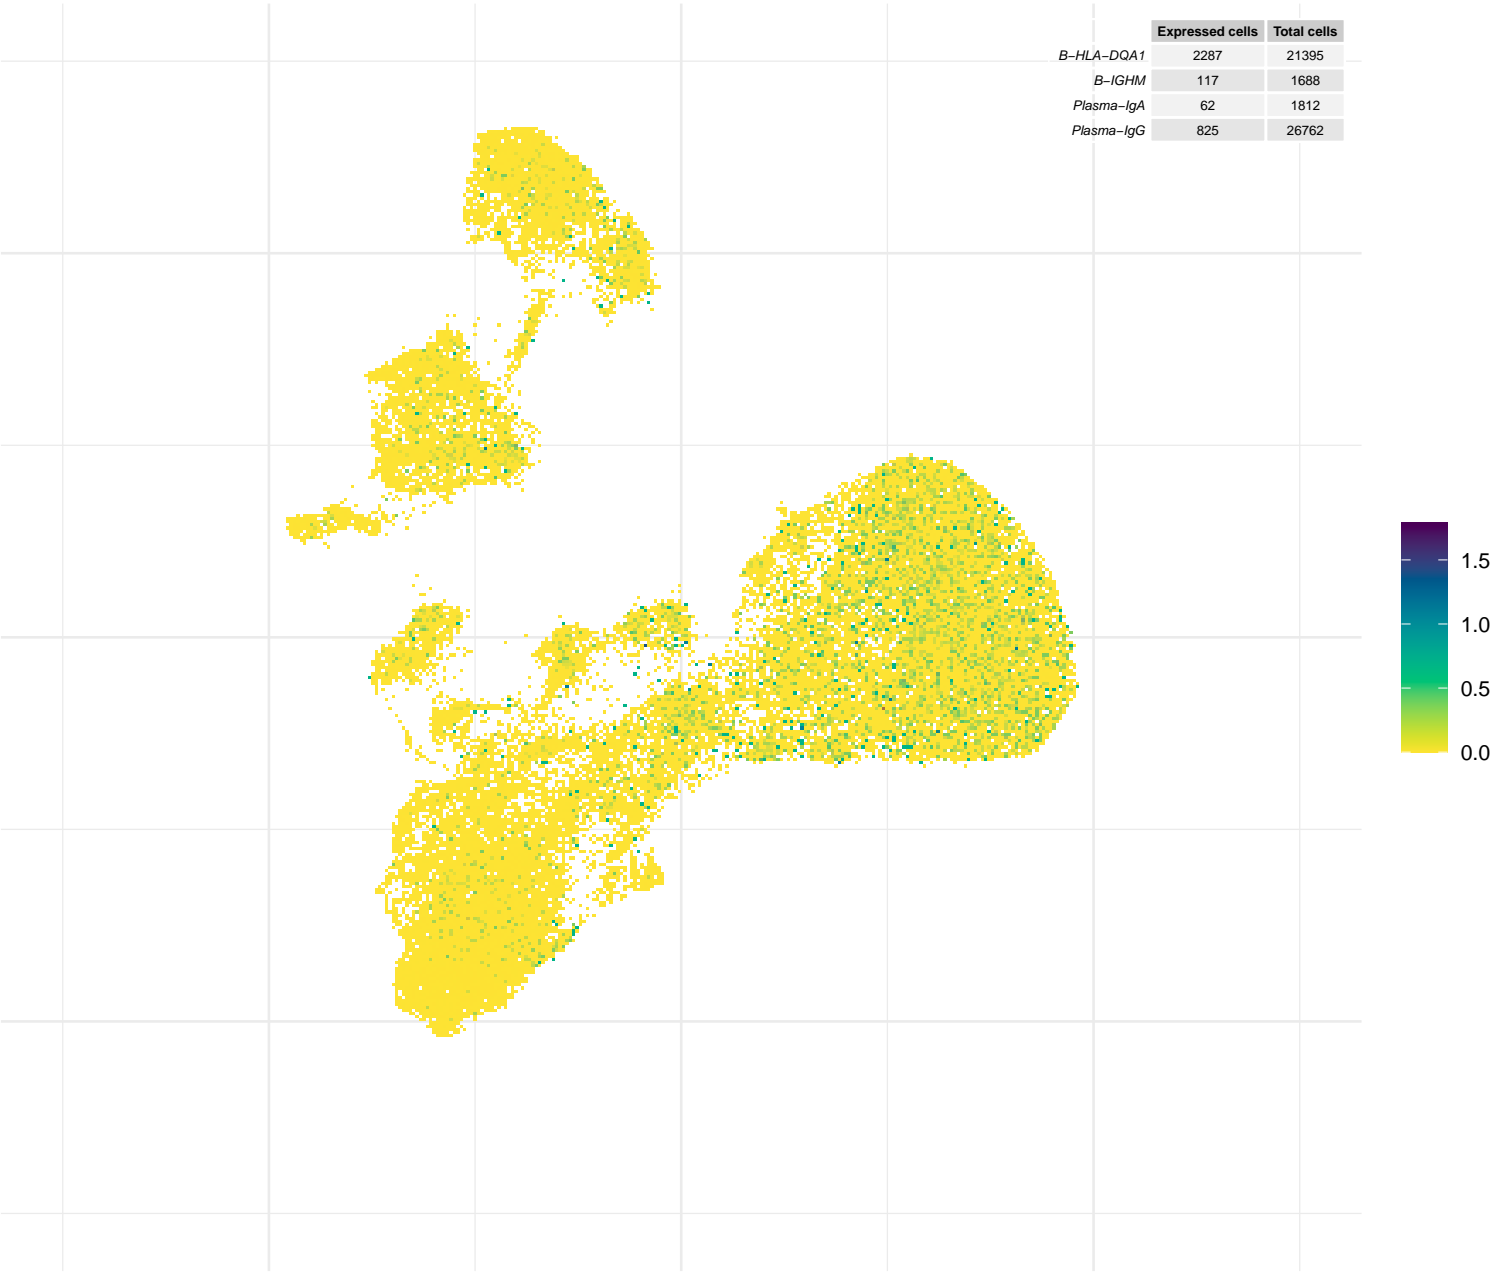 Expressed cells Total cells
B−HLA−DQA1 2287 21395
B−IGHM 117 1688
Plasma−IgA 62 1812
Plasma−IgG 825 26762
1.5
1.0
0.5
0.0